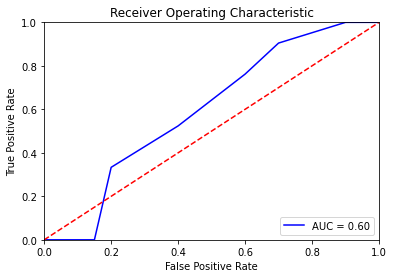 Receiver Operating Characteristic
True Positive Rate
1.0
0.8
0.6
0.4
0.2
0.0
AUC = 0.60
0.0 0.2 0.4 0.6 0.8 1.0
False Positive Rate